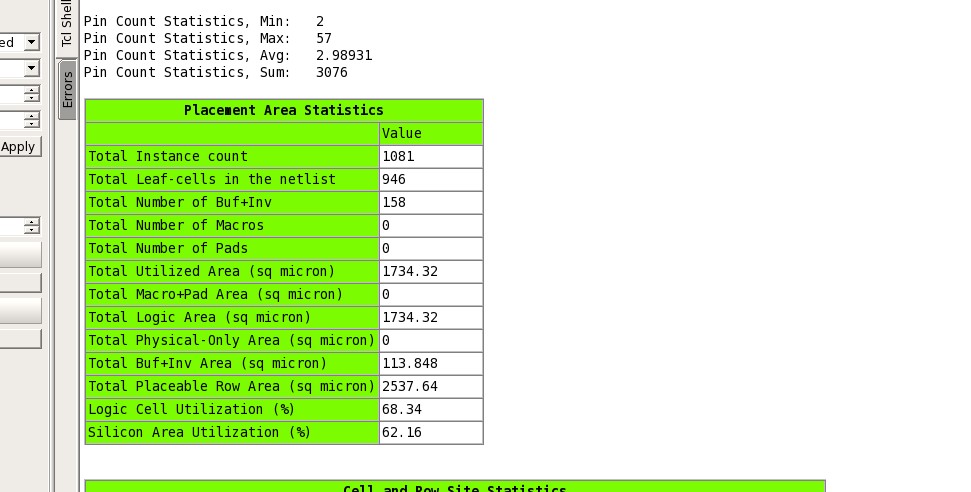 Tcl Shell
ed
Errors
Apply
Pin Count Statistics, Min: 2
Pin Count Statistics, Max: 57
Pin Count Statistics, Avg: 2.98931
Pin Count Statistics, Sum: 3076
Placement Area Statistics
Value
Total Instance count 1081
Total Leaf-cells in the netlist 946
Total Number of Buf+Inv 158
Total Number of Macros 0
Total Number of Pads 0
Total Utilized Area (sq micron) 1734.32
Total Macro+Pad Area (sq micron) 0
Total Logic Area (sq micron) 1734.32
Total Physical-Only Area (sq micron) 0
Total Buf+Inv Area (sq micron) 113.848
Total Placeable Row Area (sq micron) 2537.64
Logic Cell Utilization (%) 68.34
Silicon Area Utilization (%) 62.16
Cell and Row Site Statistics